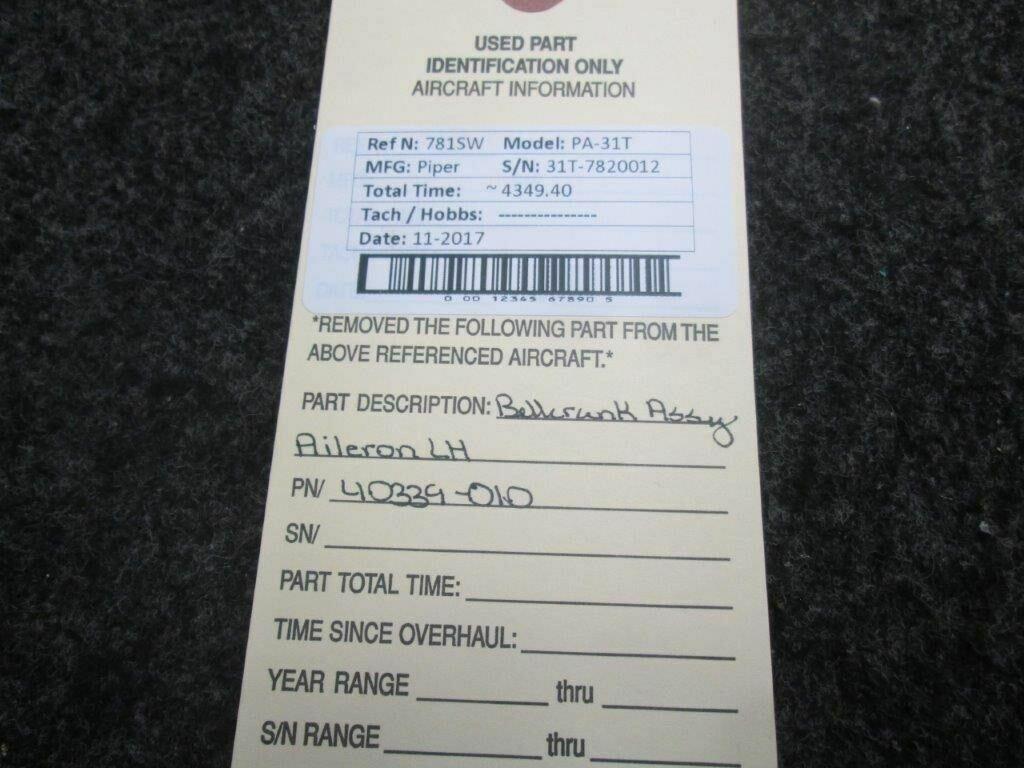 USED PART
IDENTIFICATION ONLY
AIRCRAFT INFORMATION
Ref N: 781SW Model: PA-31T
MFG: Piper S/N: 31T-7820012
Total Time: ~ 4349.40
Tach / Hobbs: ---------------
Date: 11-2017
0 00 12345 67890 5
*REMOVED THE FOLLOWING PART FROM THE
ABOVE REFERENCED AIRCRAFT.*
PART DESCRIPTION: Bellcrank Assy
Aileron LH
PN/ 40339-010
SN/
PART TOTAL TIME:
TIME SINCE OVERHAUL:
YEAR RANGE thru
S/N RANGE thru